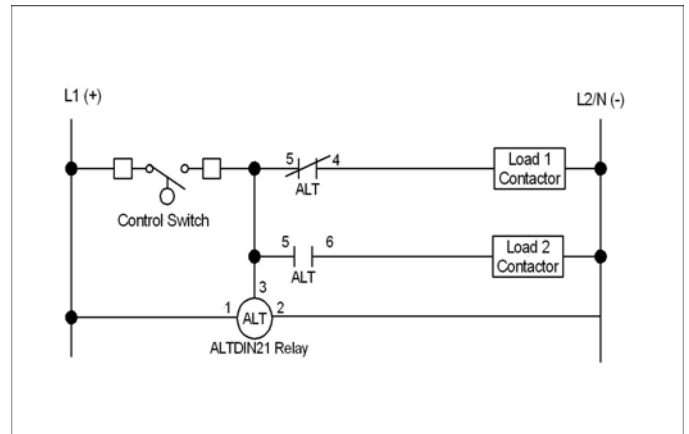 L1 (+)
L2/N (-)
5 4
ALT
Load 1
Contactor
Control Switch
5 6
ALT
Load 2
Contactor
3
1 ALT 2
ALTDIN21 Relay